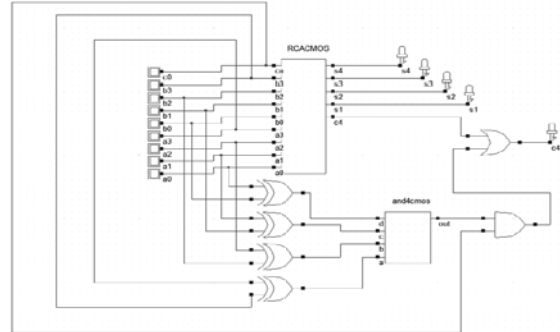 RCACMOS
c0
b3
b2
b1
b0
a3
a2
a1
a0
co
b3
b2
b1
b0
a3
a2
a1
a0
s4
s3
s2
s1
c4
s4
s3
s2
s1
c4
and4cmos
d
c
b
a
out